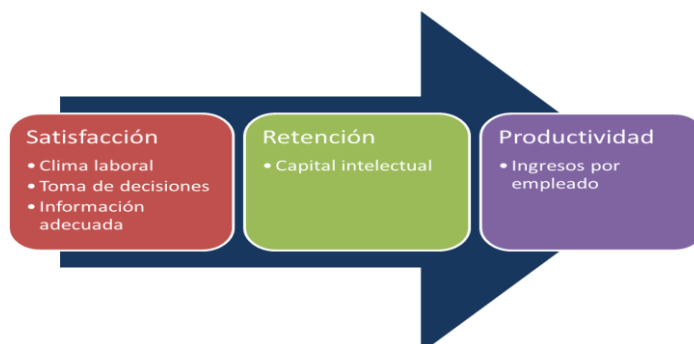 Satisfacción
• Clima laboral
• Toma de decisiones
• Información
adecuada
Retención
• Capital intelectual
Productividad
• Ingresos por
empleado